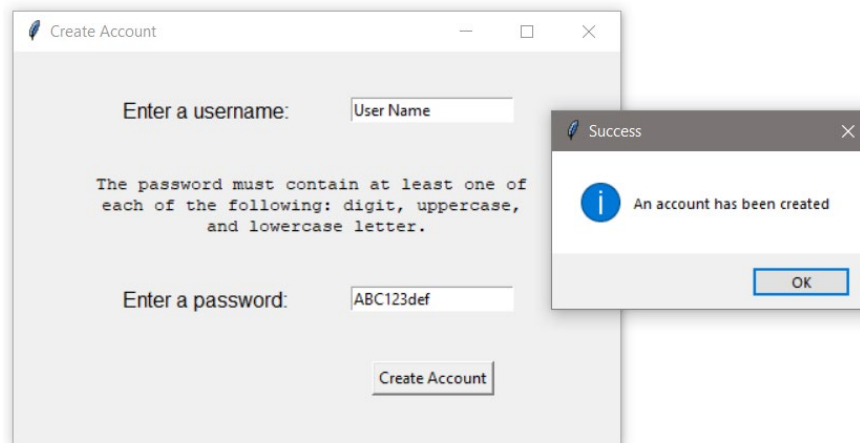 Create Account
Enter a username:
User Name
The password must contain at least one of
each of the following: digit, uppercase,
and lowercase letter.
Enter a password:
ABC123def
Create Account
Success
An account has been created
OK